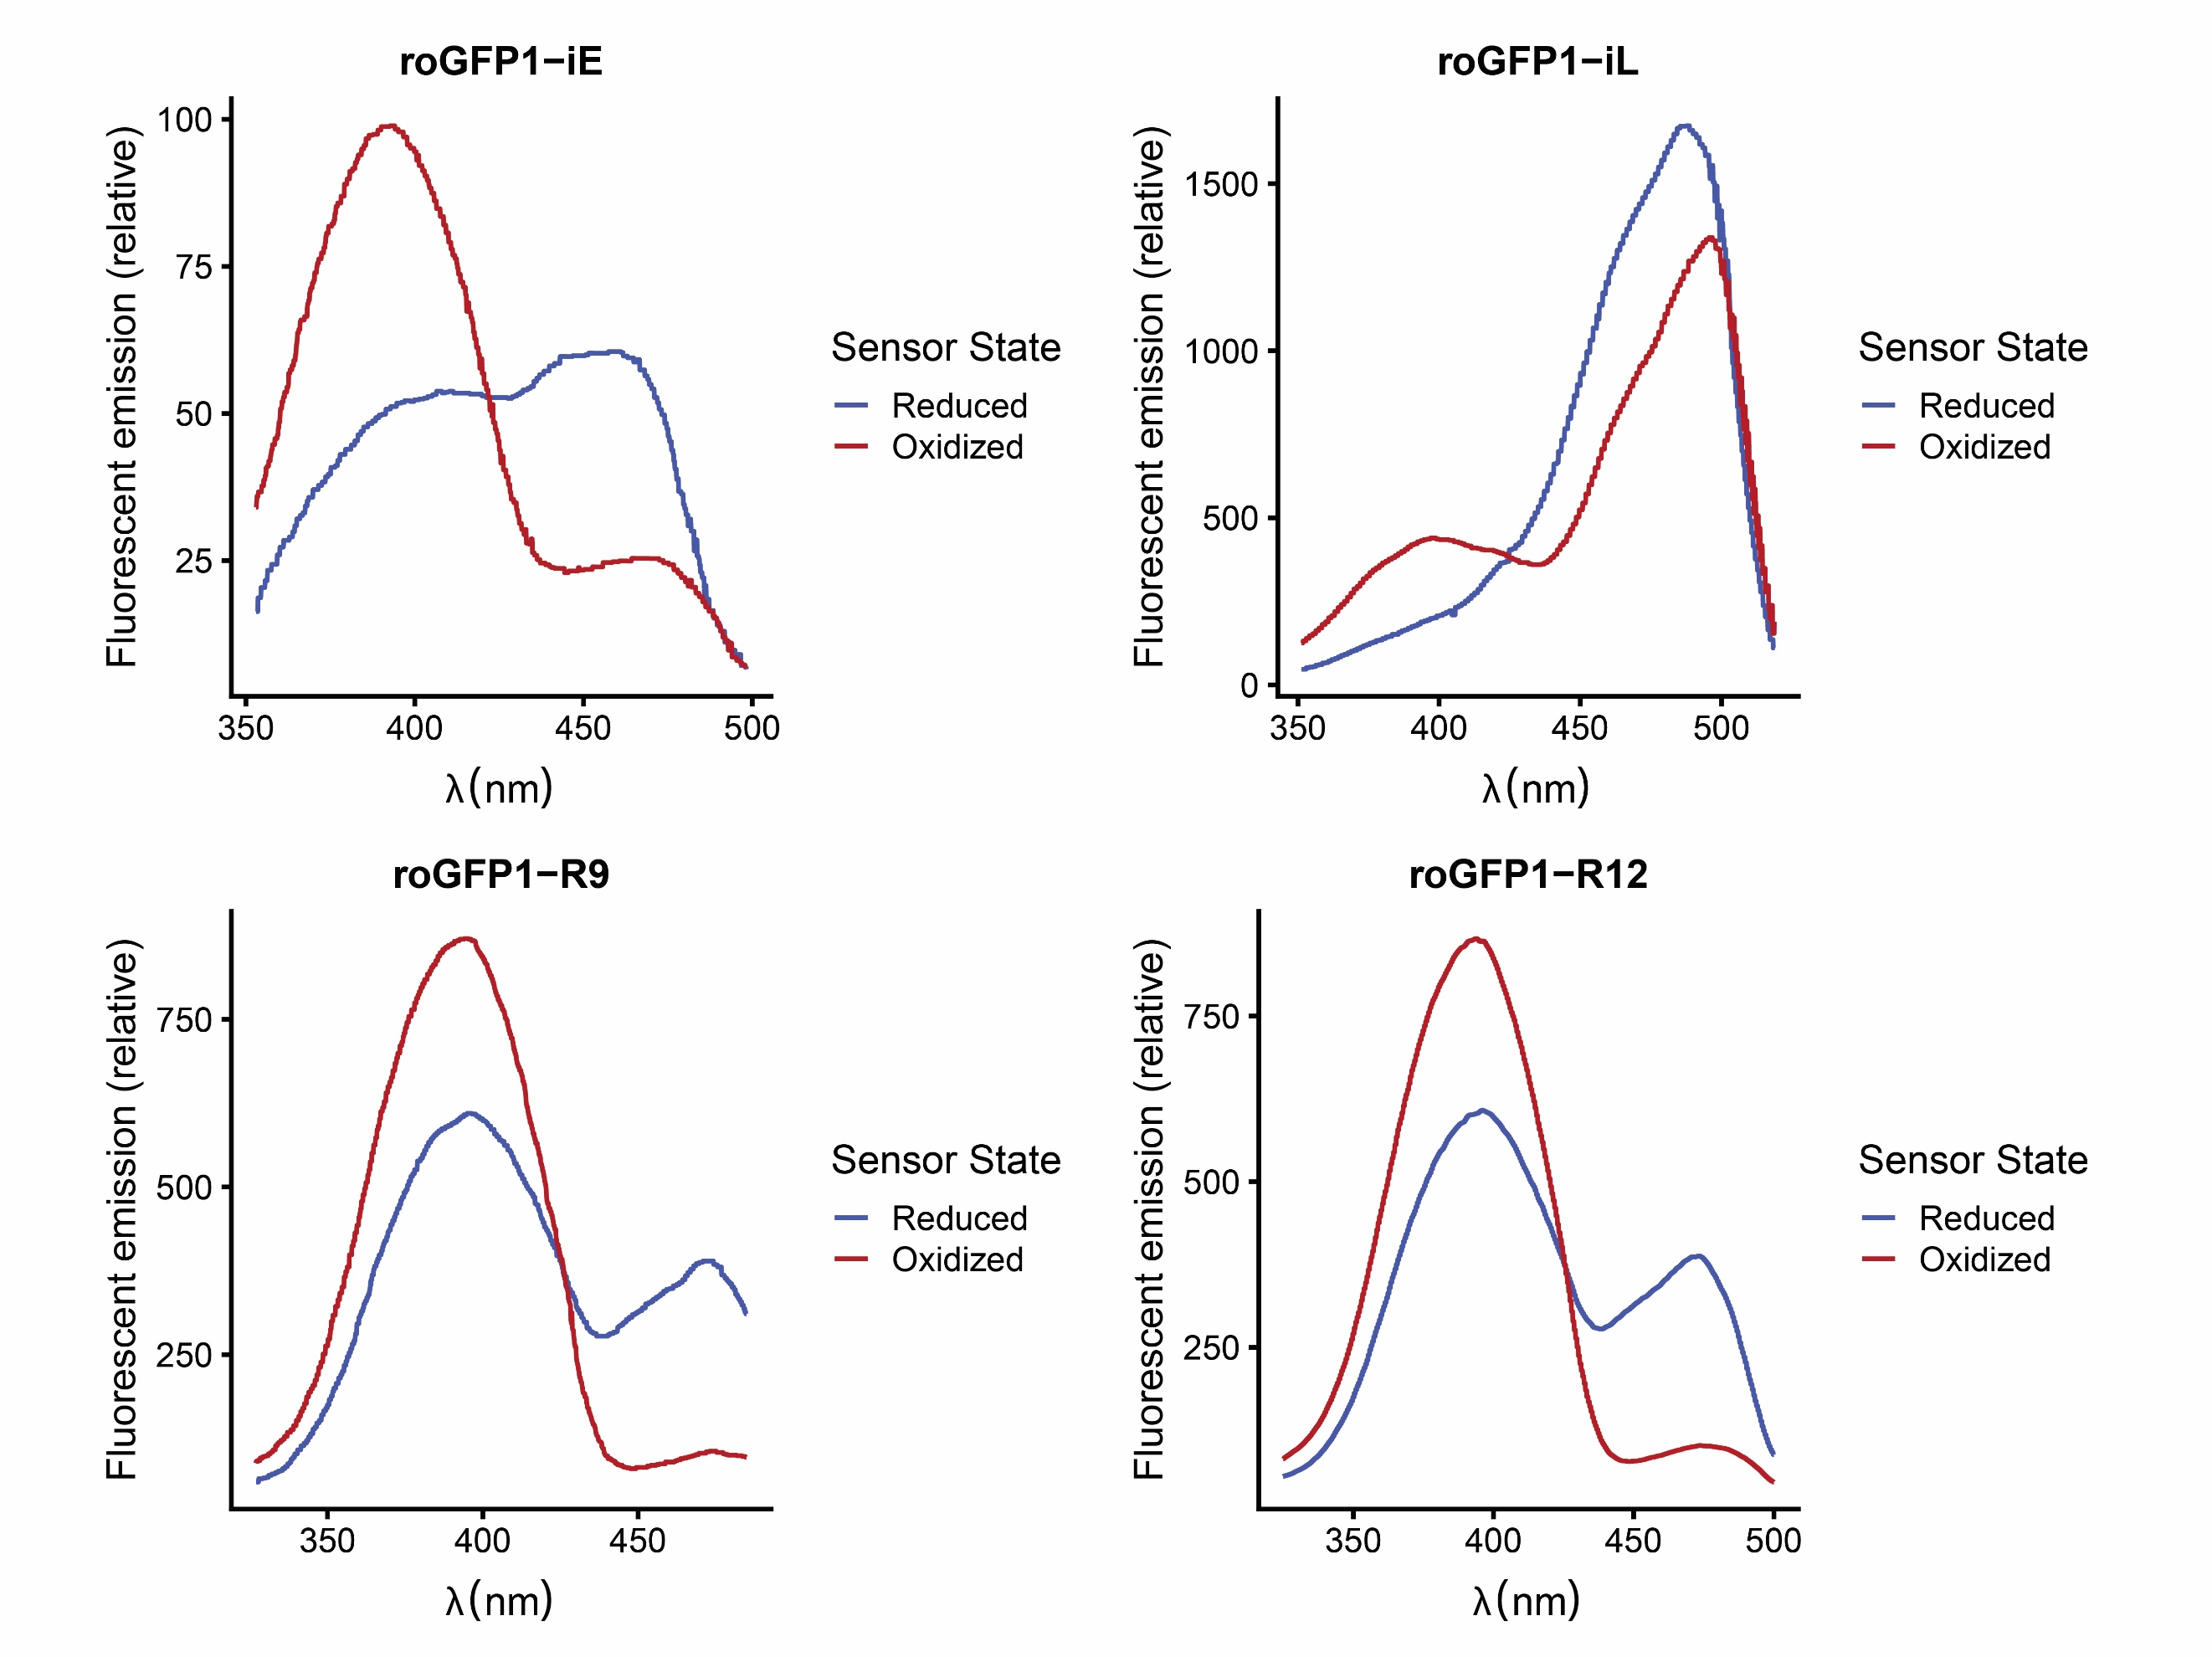 roGFP1−iE
Fluorescent emission (relative)
100
75
50
25
350 400 450 500
λ(nm)
Sensor State
Reduced
Oxidized
roGFP1−iL
Fluorescent emission (relative)
1500
1000
500
0
350 400 450 500
λ(nm)
Sensor State
Reduced
Oxidized
roGFP1−R9
Fluorescent emission (relative)
750
500
250
350 400 450
λ(nm)
Sensor State
Reduced
Oxidized
roGFP1−R12
Fluorescent emission (relative)
750
500
250
350 400 450 500
λ(nm)
Sensor State
Reduced
Oxidized